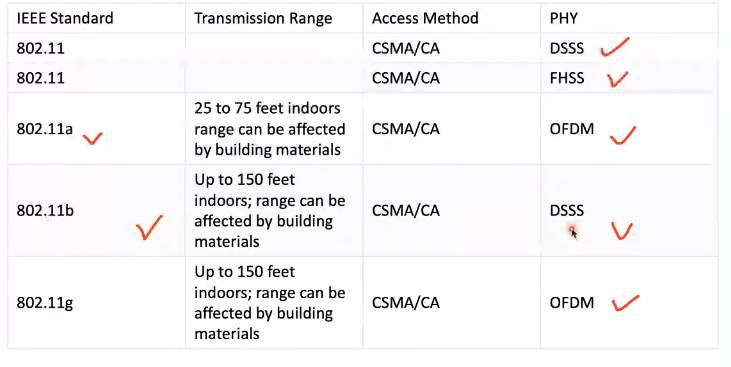 IEEE Standard Transmission Range Access Method PHY
802.11 CSMA/CA DSSS
802.11 CSMA/CA FHSS
802.11a 25 to 75 feet indoors range can be affected by building materials CSMA/CA OFDM
802.11b Up to 150 feet indoors; range can be affected by building materials CSMA/CA DSSS
802.11g Up to 150 feet indoors; range can be affected by building materials CSMA/CA OFDM